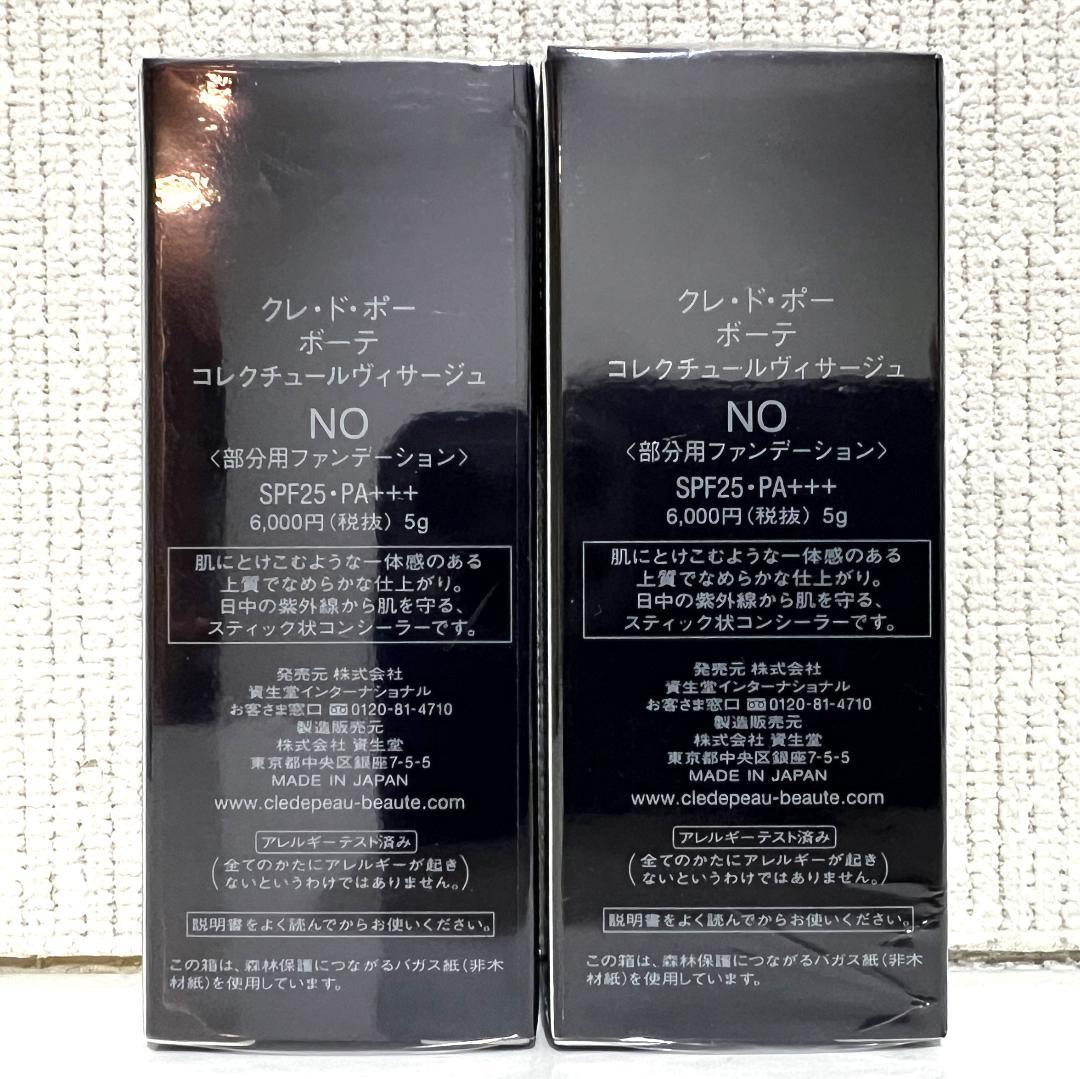 クレ・ド・ポー
ボーテ
コレクチュールヴィサージュ
NO
〈部分用ファンデーション〉
SPF25・PA+++
6,000円(税抜) 5g
肌にとけこむような一体感のある
上質でなめらかな仕上がり。
日中の紫外線から肌を守る、
スティック状コンシーラーです。
発売元 株式会社
資生堂インターナショナル
お客さま窓口 0120-81-4710
製造販売元
株式会社 資生堂
東京都中央区銀座7-5-5
MADE IN JAPAN
www.cledepeau-beaute.com
アレルギーテスト済み
(全てのかたにアレルギーが起き
ないというわけではありません。)
説明書をよく読んでからお使いください。
この箱は、森林保護につながるバガス紙(非木
材紙)を使用しています。
クレ・ド・ポー
ボーテ
コレクチュールヴィサージュ
NO
〈部分用ファンデーション〉
SPF25・PA+++
6,000円(税抜) 5g
肌にとけこむような一体感のある
上質でなめらかな仕上がり。
日中の紫外線から肌を守る、
スティック状コンシーラーです。
発売元 株式会社
資生堂インターナショナル
お客さま窓口 0120-81-4710
製造販売元
株式会社 資生堂
東京都中央区銀座7-5-5
MADE IN JAPAN
www.cledepeau-beaute.com
アレルギーテスト済み
(全てのかたにアレルギーが起き
ないというわけではありません。)
説明書をよく読んでからお使いください。
この箱は、森林保護につながるバガス紙(非木
材紙)を使用しています。